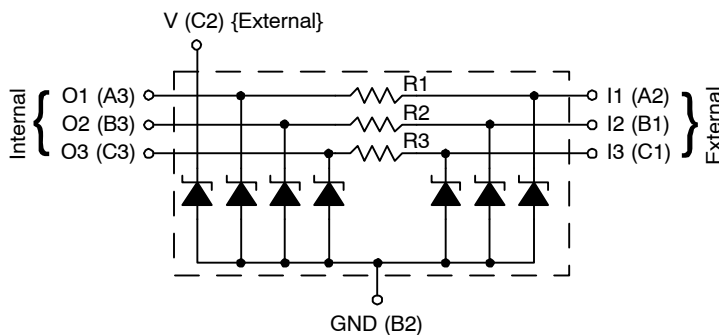 V (C2) {External}
Internal
O1 (A3)
O2 (B3)
O3 (C3)
R1
R2
R3
I1 (A2)
I2 (B1)
I3 (C1)
External
GND (B2)